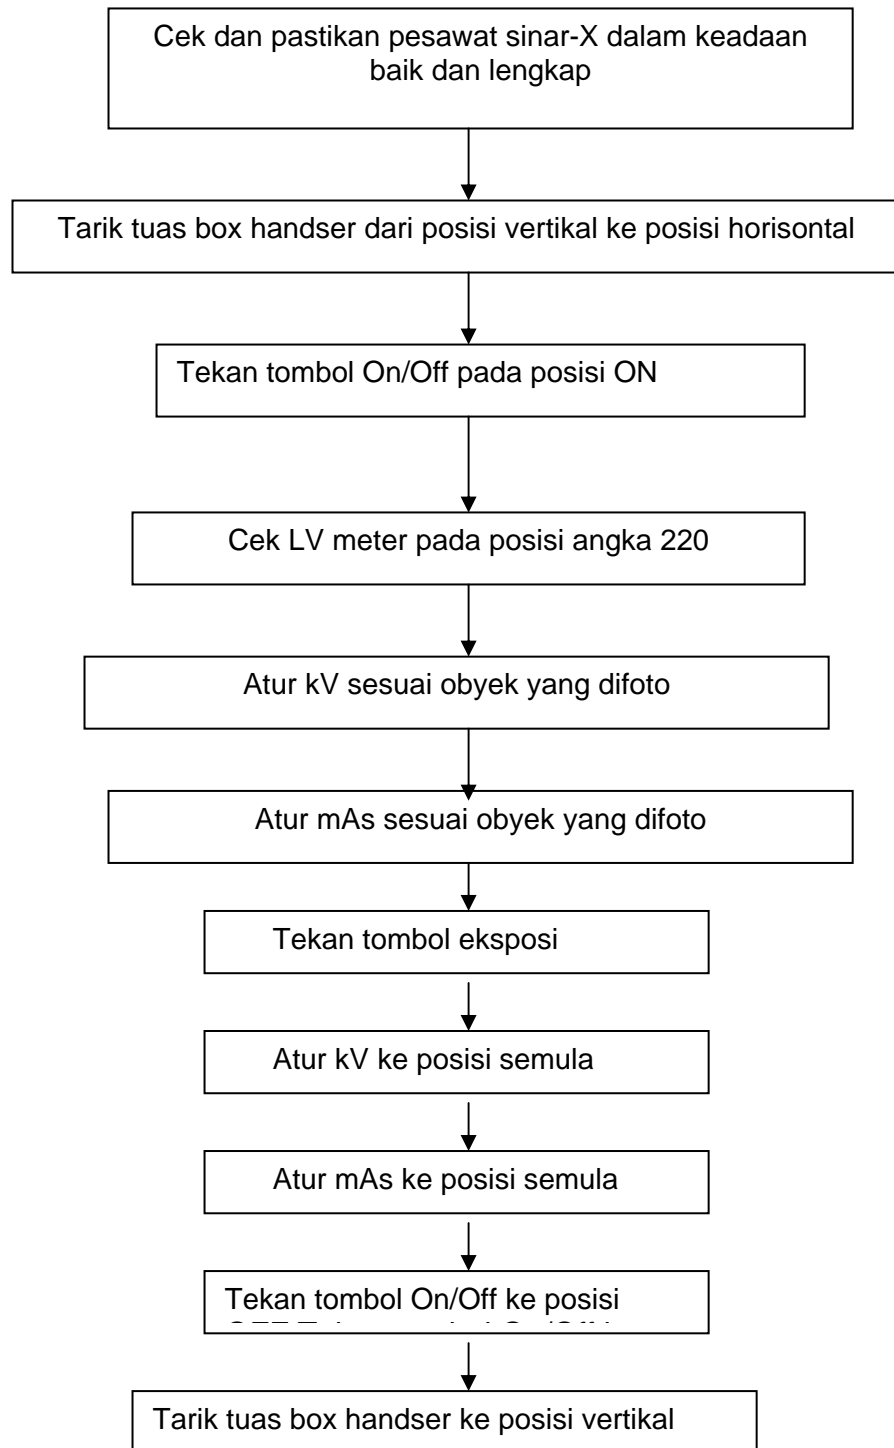 Cek dan pastikan pesawat sinar-X dalam keadaan
baik dan lengkap
Tarik tuas box handser dari posisi vertikal ke posisi horisontal
Tekan tombol On/Off pada posisi ON
Cek LV meter pada posisi angka 220
Atur kV sesuai obyek yang difoto
Atur mAs sesuai obyek yang difoto
Tekan tombol eksposi
Atur kV ke posisi semula
Atur mAs ke posisi semula
Tekan tombol On/Off ke posisi
Tarik tuas box handser ke posisi vertikal